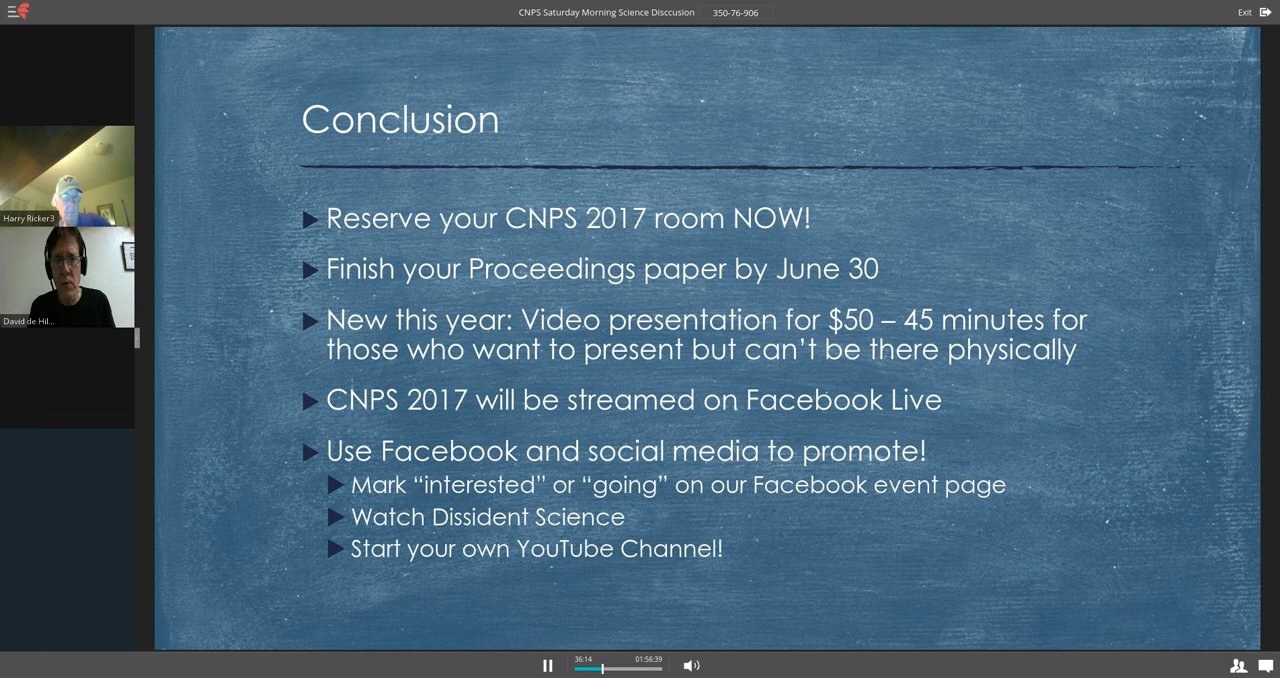 CNPS Saturday Morning Science Disccusion 350-76-906 Exit
Harry Ricker3
David de Hil...
Conclusion
Reserve your CNPS 2017 room NOW!
Finish your Proceedings paper by June 30
New this year: Video presentation for $50 – 45 minutes for
those who want to present but can’t be there physically
CNPS 2017 will be streamed on Facebook Live
Use Facebook and social media to promote!
Mark “interested” or “going” on our Facebook event page
Watch Dissident Science
Start your own YouTube Channel!
36:14 01:56:39